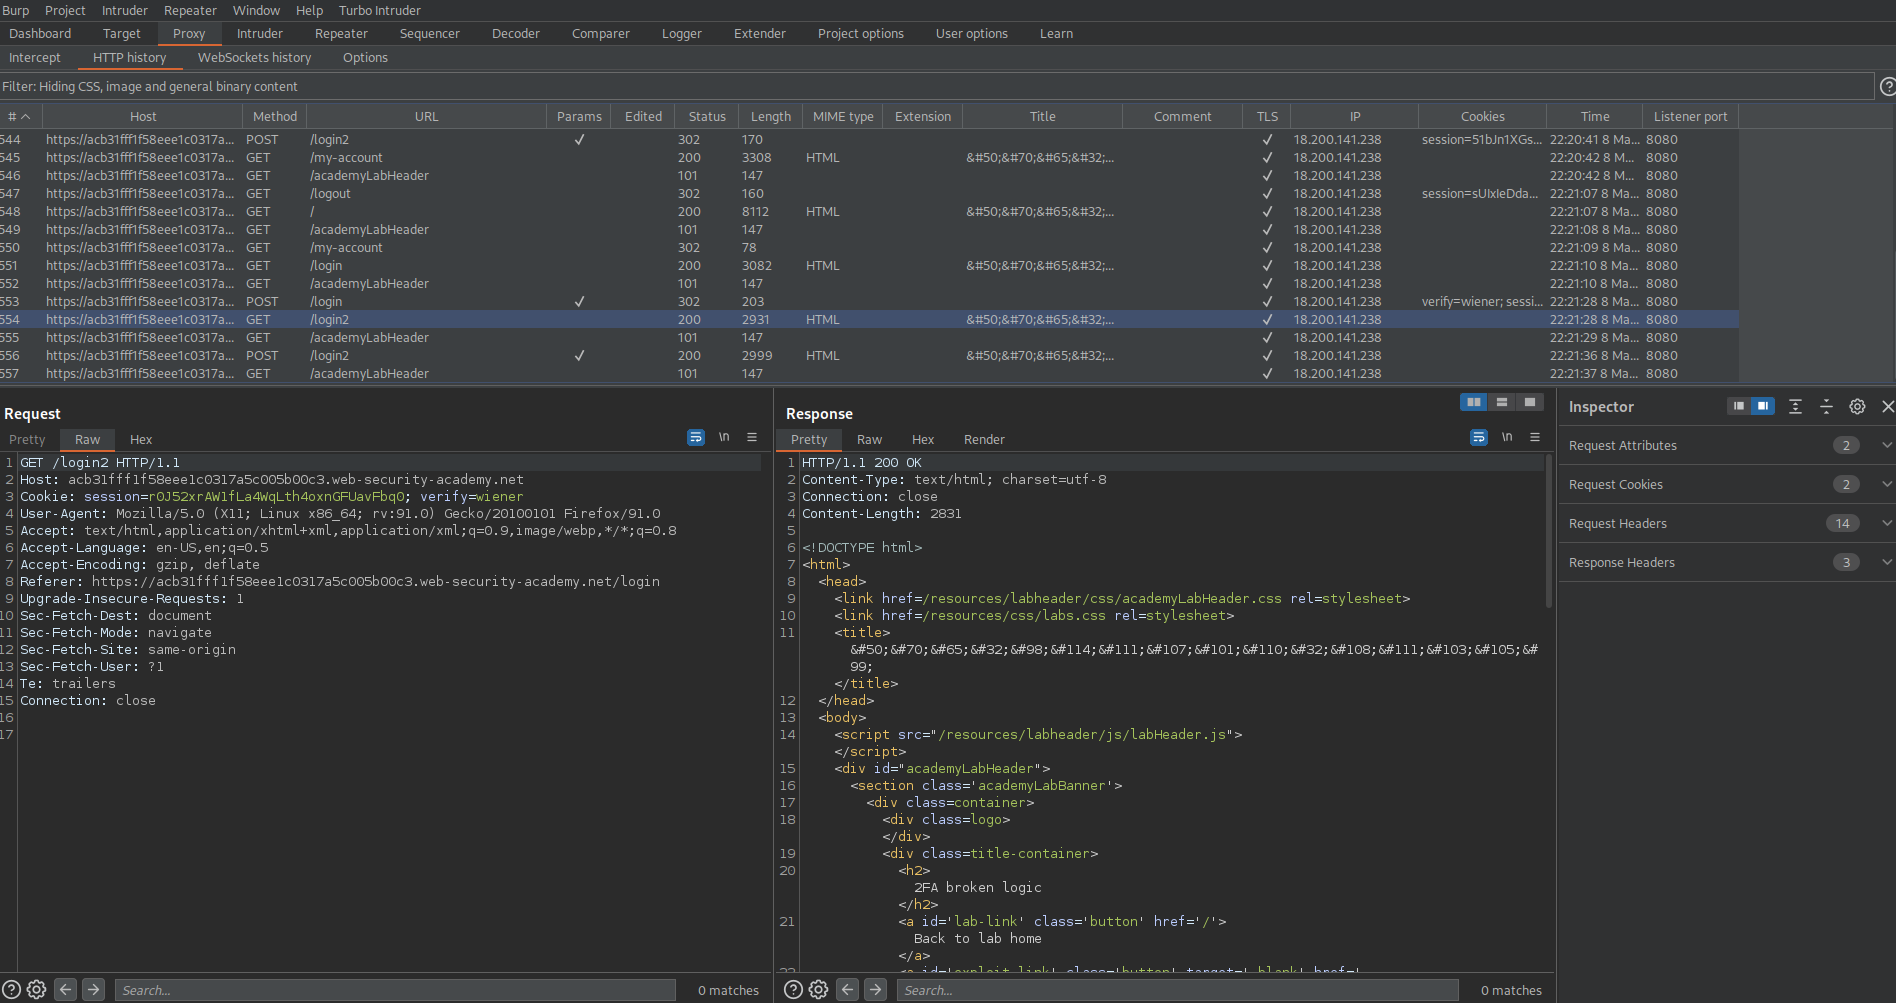 Burp Project Intruder Repeater Window Help Turbo Intruder
Dashboard Target Proxy Intruder Repeater Sequencer Decoder Comparer Logger Extender Project options User options Learn
Intercept HTTP history WebSockets history Options
Filter: Hiding CSS, image and general binary content
# Host Method URL Params Edited Status Length MIME type Extension Title Comment TLS IP Cookies Time Listener port
544 https://acb31fff1f58eee1c0317a... POST /login2 ✓ 302 170 ✓ 18.200.141.238 session=51bJn1XGs... 22:20:41 8 Ma... 8080
545 https://acb31fff1f58eee1c0317a... GET /my-account 200 3308 HTML &#50;&#70;&#65;&#32;... ✓ 18.200.141.238 22:20:42 8 M... 8080
546 https://acb31fff1f58eee1c0317a... GET /academyLabHeader 101 147 ✓ 18.200.141.238 22:20:42 8 M... 8080
547 https://acb31fff1f58eee1c0317a... GET /logout 302 160 ✓ 18.200.141.238 session=sUIxIeDda... 22:21:07 8 Ma... 8080
548 https://acb31fff1f58eee1c0317a... GET / 200 8112 HTML &#50;&#70;&#65;&#32;... ✓ 18.200.141.238 22:21:07 8 Ma... 8080
549 https://acb31fff1f58eee1c0317a... GET /academyLabHeader 101 147 ✓ 18.200.141.238 22:21:08 8 Ma... 8080
550 https://acb31fff1f58eee1c0317a... GET /my-account 302 78 ✓ 18.200.141.238 22:21:09 8 Ma... 8080
551 https://acb31fff1f58eee1c0317a... GET /login 200 3082 HTML &#50;&#70;&#65;&#32;... ✓ 18.200.141.238 22:21:10 8 Ma... 8080
552 https://acb31fff1f58eee1c0317a... GET /academyLabHeader 101 147 ✓ 18.200.141.238 22:21:10 8 Ma... 8080
553 https://acb31fff1f58eee1c0317a... POST /login ✓ 302 203 ✓ 18.200.141.238 verify=wiener; sessi... 22:21:28 8 Ma... 8080
554 https://acb31fff1f58eee1c0317a... GET /login2 200 2931 HTML &#50;&#70;&#65;&#32;... ✓ 18.200.141.238 22:21:28 8 Ma... 8080
555 https://acb31fff1f58eee1c0317a... GET /academyLabHeader 101 147 ✓ 18.200.141.238 22:21:29 8 Ma... 8080
556 https://acb31fff1f58eee1c0317a... POST /login2 ✓ 200 2999 HTML &#50;&#70;&#65;&#32;... ✓ 18.200.141.238 22:21:36 8 Ma... 8080
557 https://acb31fff1f58eee1c0317a... GET /academyLabHeader 101 147 ✓ 18.200.141.238 22:21:37 8 Ma... 8080
Request
Pretty Raw Hex \n
1 GET /login2 HTTP/1.1
2 Host: acb31fff1f58eee1c0317a5c005b00c3.web-security-academy.net
3 Cookie: session=rOJ52xrAW1fLa4WqLth4oxnGFUavFbqO; verify=wiener
4 User-Agent: Mozilla/5.0 (X11; Linux x86_64; rv:91.0) Gecko/20100101 Firefox/91.0
5 Accept: text/html,application/xhtml+xml,application/xml;q=0.9,image/webp,*/*;q=0.8
6 Accept-Language: en-US,en;q=0.5
7 Accept-Encoding: gzip, deflate
8 Referer: https://acb31fff1f58eee1c0317a5c005b00c3.web-security-academy.net/login
9 Upgrade-Insecure-Requests: 1
10 Sec-Fetch-Dest: document
11 Sec-Fetch-Mode: navigate
12 Sec-Fetch-Site: same-origin
13 Sec-Fetch-User: ?1
14 Te: trailers
15 Connection: close
16
17
Search... 0 matches
Response
Pretty Raw Hex Render \n
1 HTTP/1.1 200 OK
2 Content-Type: text/html; charset=utf-8
3 Connection: close
4 Content-Length: 2831
5
6 <!DOCTYPE html>
7 <html>
8 <head>
9 <link href=/resources/labheader/css/academyLabHeader.css rel=stylesheet>
10 <link href=/resources/css/labs.css rel=stylesheet>
11 <title>
&#50;&#70;&#65;&#32;&#98;&#114;&#111;&#107;&#101;&#110;&#32;&#108;&#111;&#103;&#105;&#
99;
</title>
12 </head>
13 <body>
14 <script src="/resources/labheader/js/labHeader.js">
</script>
15 <div id="academyLabHeader">
16 <section class='academyLabBanner'>
17 <div class=container>
18 <div class=logo>
</div>
19 <div class=title-container>
20 <h2>
2FA broken logic
</h2>
21 <a id='lab-link' class='button' href='/'>
Back to lab home
</a>
22 <a id='exploit-link' class='button' target='_blank' href='
Search... 0 matches
Inspector
Request Attributes 2
Request Cookies 2
Request Headers 14
Response Headers 3